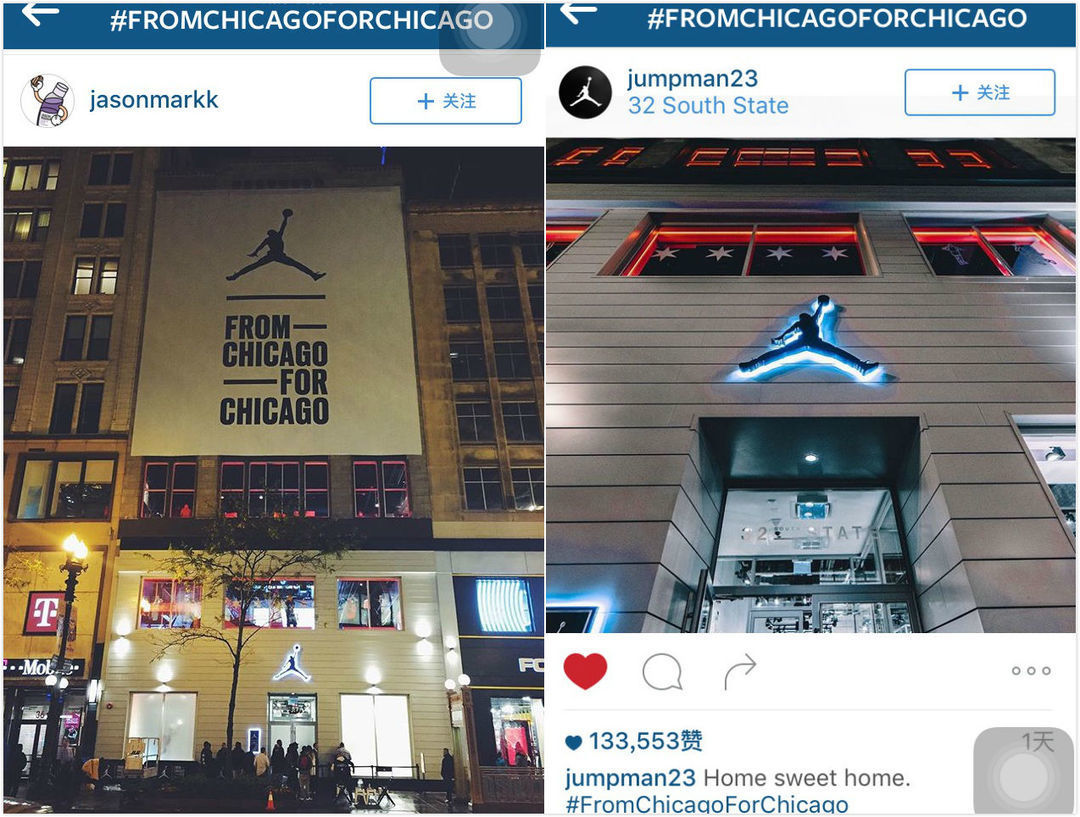 #FROMCHICAGOFORCHICAGO
jasonmarkk
+ 关注
FROM—
CHICAGO
—FOR
CHICAGO
T
Mobile
#FROMCHICAGOFORCHICAGO
jumpman23
32 South State
+ 关注
133,553赞
1天
jumpman23 Home sweet home.
#FromChicagoForChicago